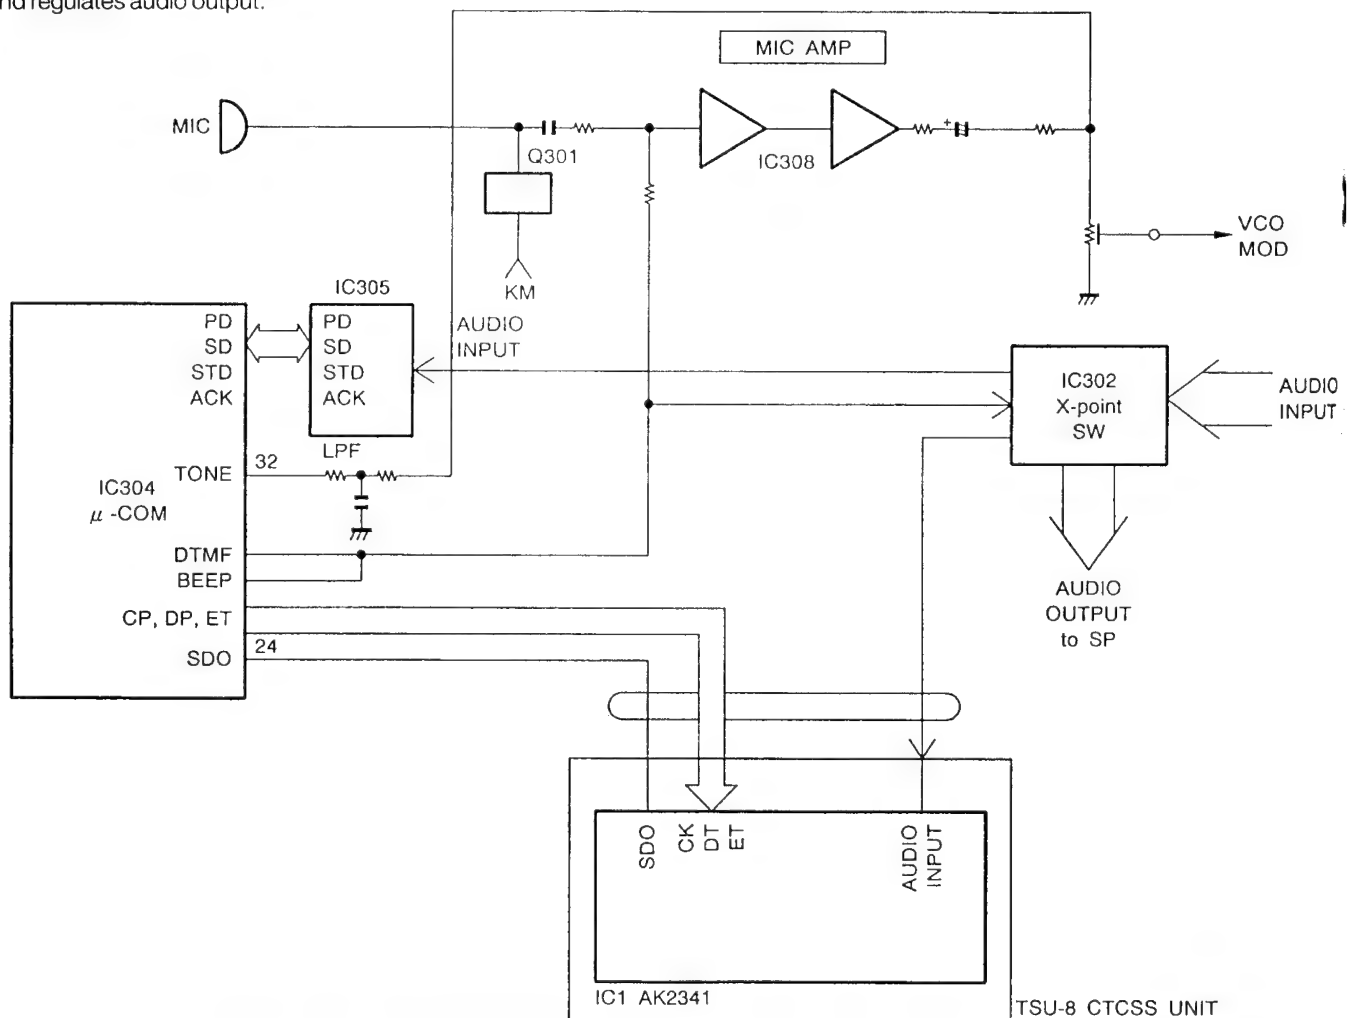 nd regulates audio output.
MIC AMP
MIC
Q301
IC308
KM
VCO
MOD
IC305
AUDIO
INPUT
PD
SD
STD
ACK
PD
SD
STD
ACK
IC302
X-point
SW
AUDIO
INPUT
LPF
TONE
32
IC304
μ-COM
DTMF
BEEP
CP, DP, ET
SDO
24
AUDIO
OUTPUT
to SP
SDO
CK
DT
ET
AUDIO
INPUT
IC1 AK2341
TSU-8 CTCSS UNIT